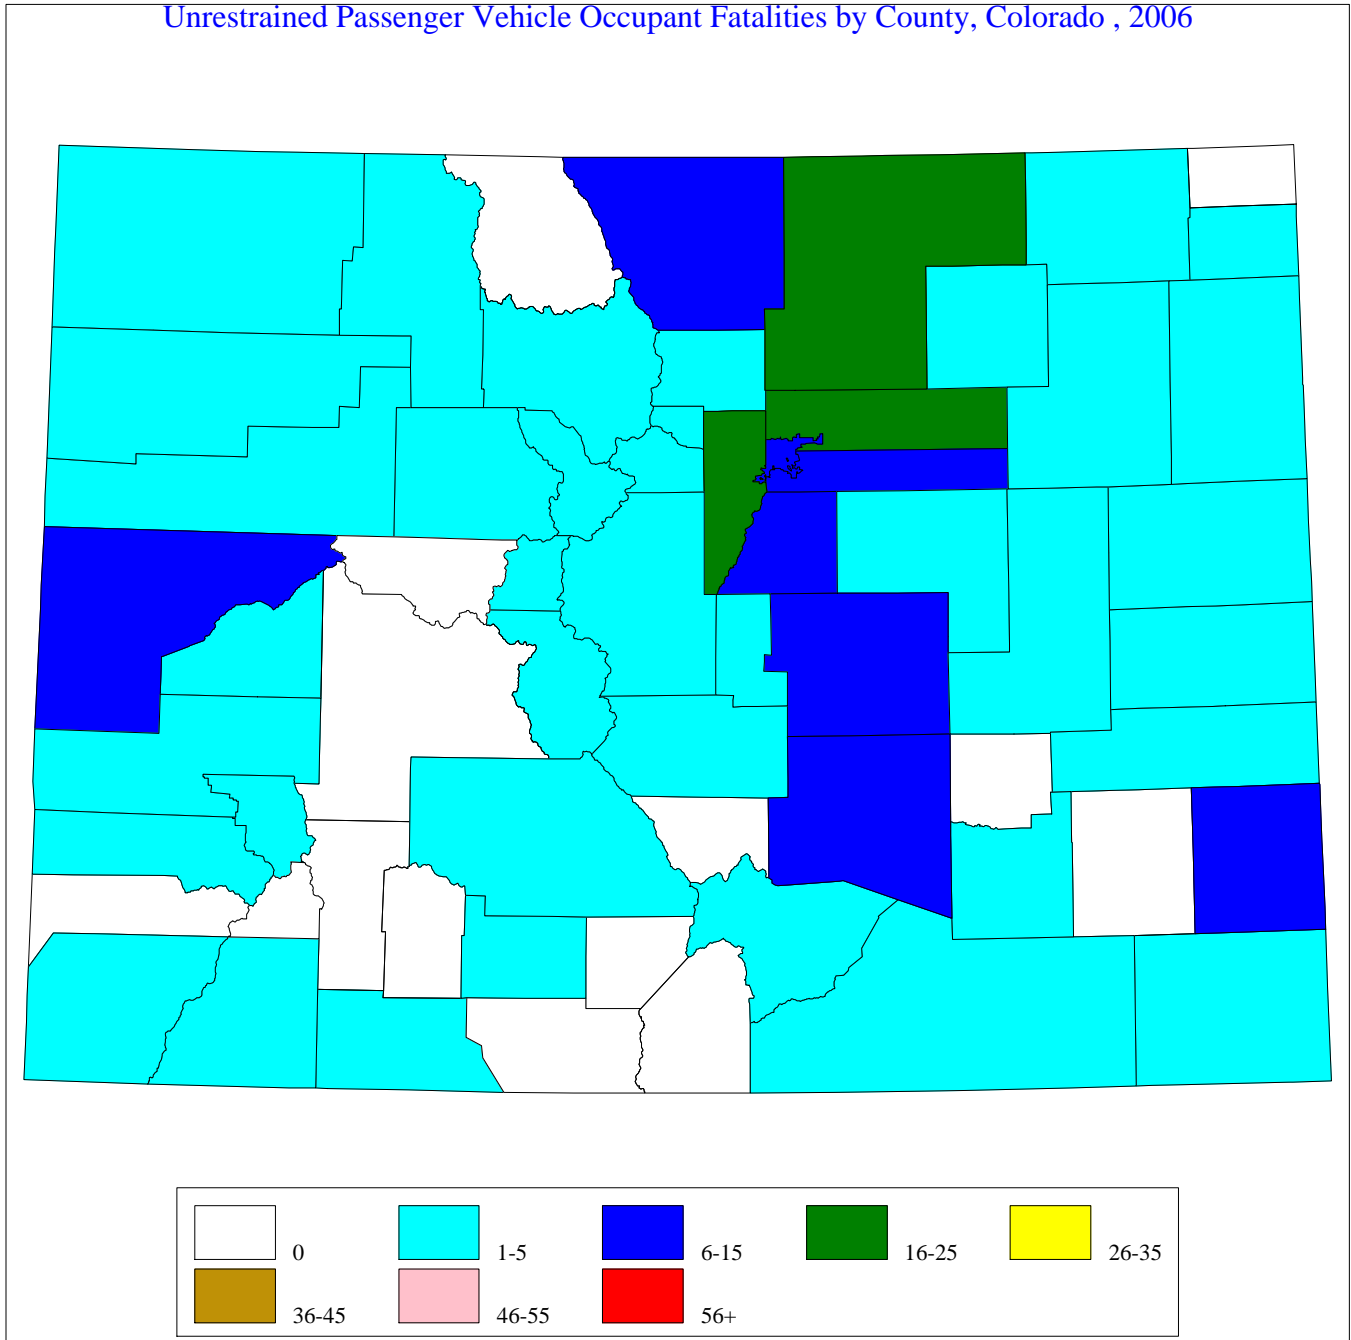 Unrestrained Passenger Vehicle Occupant Fatalities by County, Colorado , 2006
0 1-5 6-15 16-25 26-35
36-45 46-55 56+